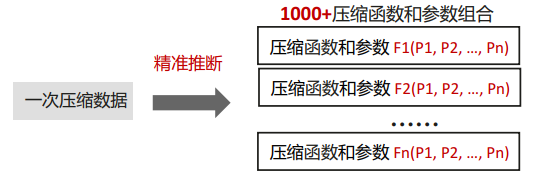 1000+压缩函数和参数组合
精准推断
一次压缩数据
压缩函数和参数 F1(P1, P2, ..., Pn)
压缩函数和参数 F2(P1, P2, ..., Pn)
......
压缩函数和参数 Fn(P1, P2, ..., Pn)